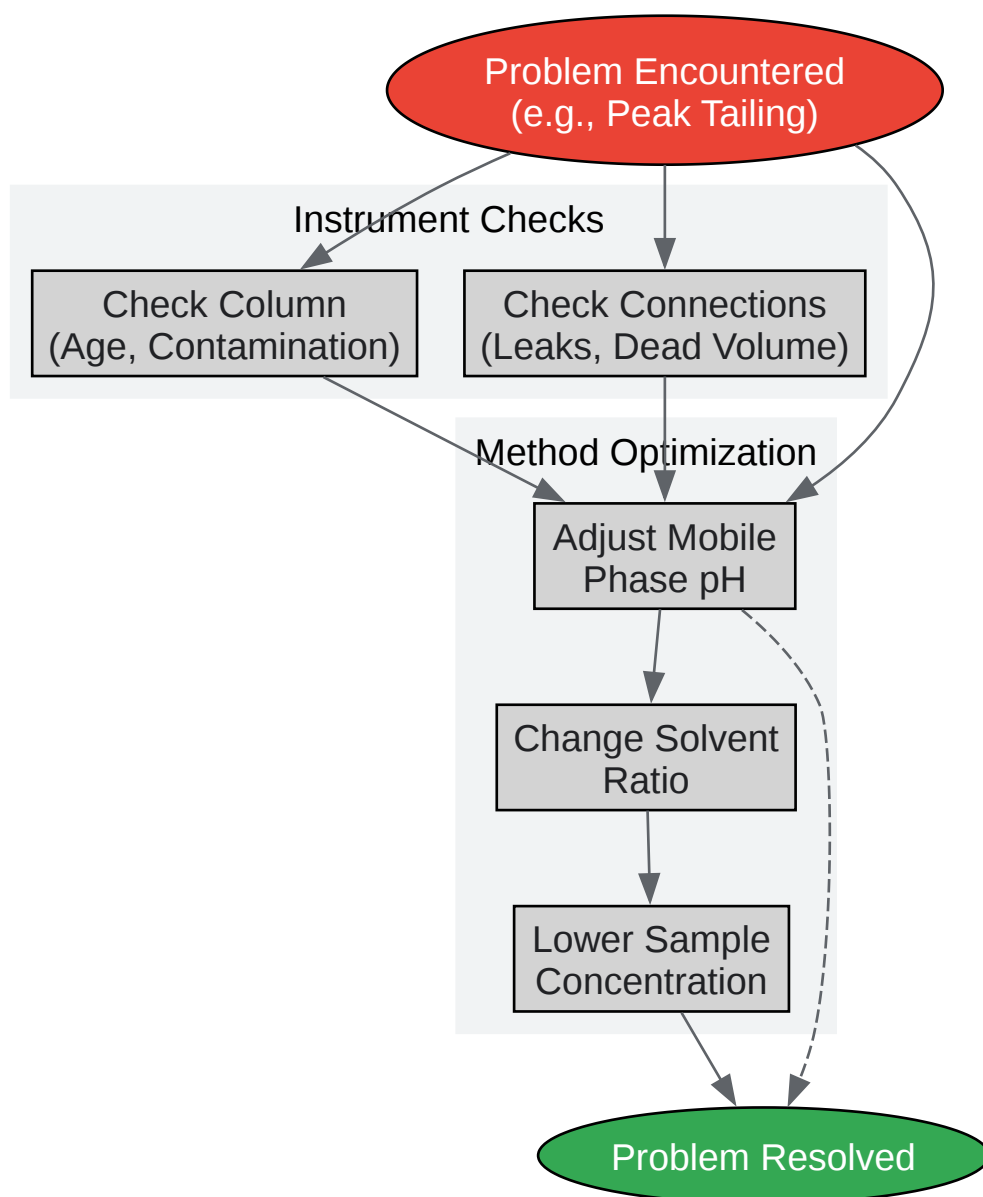 Problem Encountered
(e.g., Peak Tailing)
Instrument Checks
Check Column
(Age, Contamination)
Check Connections
(Leaks, Dead Volume)
Method Optimization
Adjust Mobile
Phase pH
Change Solvent
Ratio
Lower Sample
Concentration
Problem Resolved